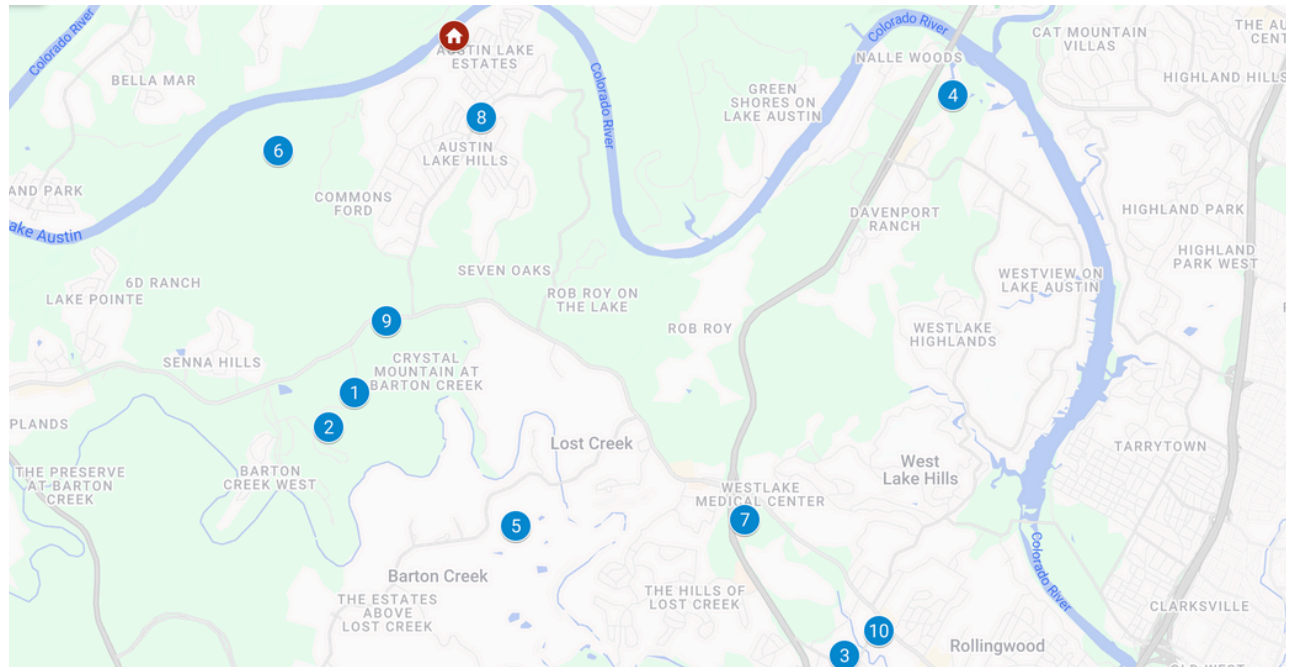 Colorado River
Colorado River
CAT MOUNTAIN
VILLAS
THE AU
CENT
AUSTIN LAKE
ESTATES
NALLE WOODS
BELLA MAR
Colorado River
HIGHLAND HILLS
GREEN
SHORES ON
LAKE AUSTIN
4
8
6
AUSTIN
LAKE HILLS
AND PARK
COMMONS
FORD
DAVENPORT
RANCH
HIGHLAND PARK
ake Austin
HIGHLAND
PARK WEST
SEVEN OAKS
WESTVIEW ON
LAKE AUSTIN
6D RANCH
LAKE POINTE
ROB ROY ON
THE LAKE
9
ROB ROY
WESTLAKE
HIGHLANDS
SENNA HILLS
CRYSTAL
MOUNTAIN AT
BARTON CREEK
1
PLANDS
2
Lost Creek
TARRYTOWN
THE PRESERVE
AT BARTON
CREEK
BARTON
CREEK WEST
West
Lake Hills
WESTLAKE
MEDICAL CENTER
7
5
Colorado River
Barton Creek
THE HILLS OF
LOST CREEK
THE ESTATES
ABOVE
LOST CREEK
CLARKSVILLE
10
3
Rollingwood
OLD WEST